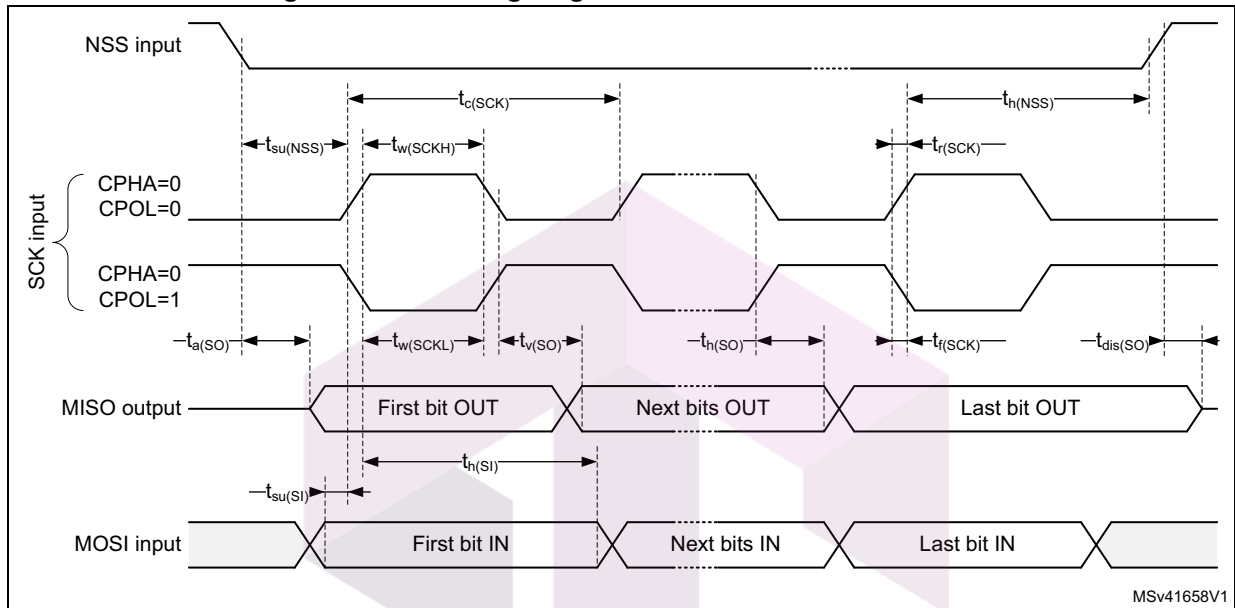 NSS input
tc(SCK)
th(NSS)
tsu(NSS)
tw(SCKH)
tr(SCK)
SCK input
CPHA=0
CPOL=0
CPHA=0
CPOL=1
ta(SO)
tw(SCKL)
tv(SO)
th(SO)
tf(SCK)
tdis(SO)
MISO output
First bit OUT
Next bits OUT
Last bit OUT
th(SI)
tsu(SI)
MOSI input
First bit IN
Next bits IN
Last bit IN
MSv41658V1